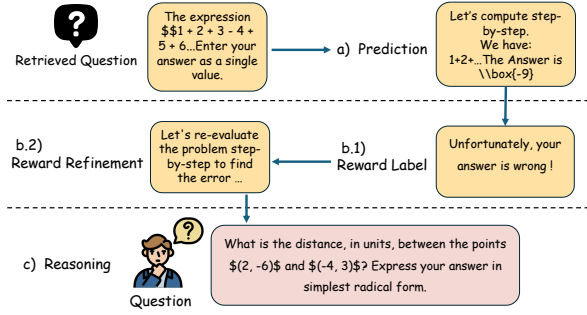 Retrieved Question
The expression
$$1 + 2 + 3 - 4 +
5 + 6...Enter your
answer as a single
value.
a) Prediction
Let's compute step-
by-step.
We have:
1+2+...The Answer is
\\box{-9}
b.2)
Reward Refinement
Let's re-evaluate
the problem step-
by-step to find
the error ...
b.1)
Reward Label
Unfortunately, your
answer is wrong !
c) Reasoning
Question
What is the distance, in units, between the points
$(2, -6)$ and $(-4, 3)$? Express your answer in
simplest radical form.